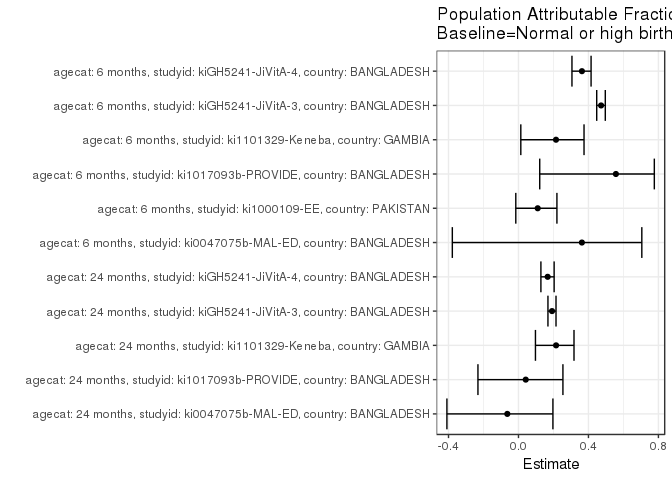 Population Attributable Fractio
Baseline=Normal or high birth
agecat: 6 months, studyid: kiGH5241-JiVitA-4, country: BANGLADESH
agecat: 6 months, studyid: kiGH5241-JiVitA-3, country: BANGLADESH
agecat: 6 months, studyid: ki1101329-Keneba, country: GAMBIA
agecat: 6 months, studyid: ki1017093b-PROVIDE, country: BANGLADESH
agecat: 6 months, studyid: ki1000109-EE, country: PAKISTAN
agecat: 6 months, studyid: ki0047075b-MAL-ED, country: BANGLADESH
agecat: 24 months, studyid: kiGH5241-JiVitA-4, country: BANGLADESH
agecat: 24 months, studyid: kiGH5241-JiVitA-3, country: BANGLADESH
agecat: 24 months, studyid: ki1101329-Keneba, country: GAMBIA
agecat: 24 months, studyid: ki1017093b-PROVIDE, country: BANGLADESH
agecat: 24 months, studyid: ki0047075b-MAL-ED, country: BANGLADESH
-0.4 0.0 0.4 0.8
Estimate